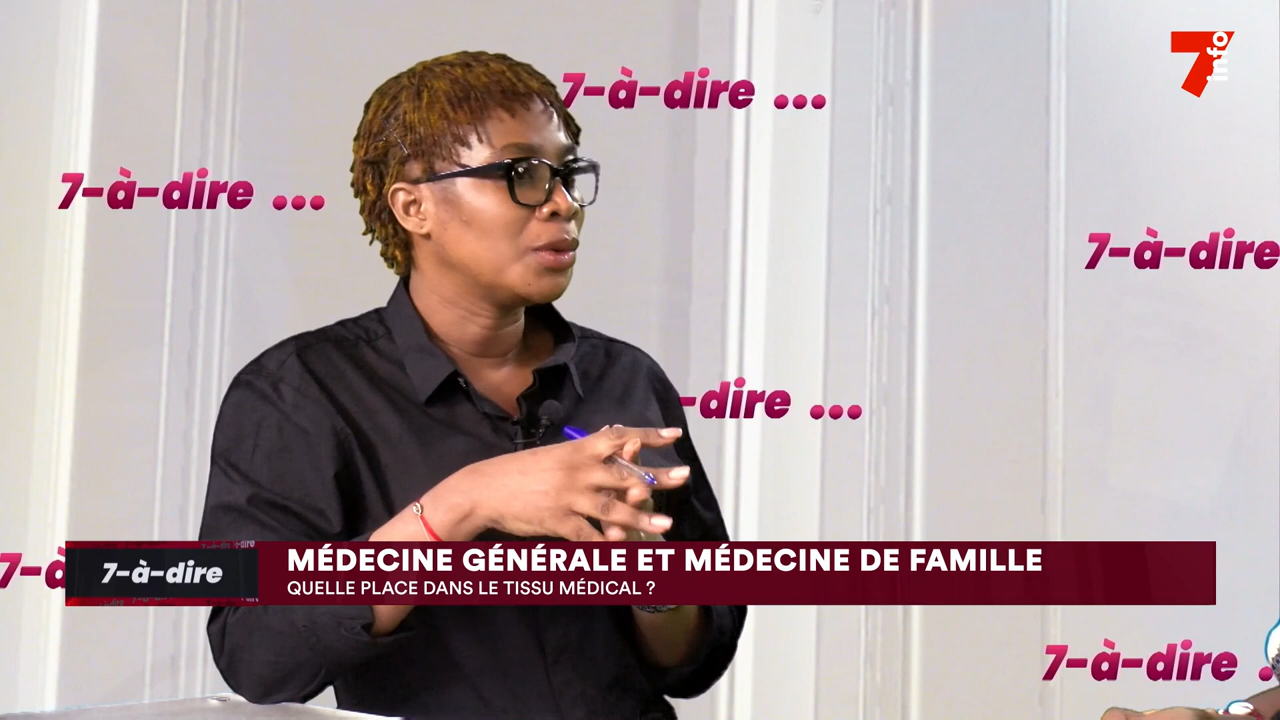 7info
7-à-dire ...
7-à-dire ...
7-à-dire
-dire ...
7-à
7-à-dire
MÉDECINE GÉNÉRALE ET MÉDECINE DE FAMILLE
QUELLE PLACE DANS LE TISSU MÉDICAL ?
7-à-dire .